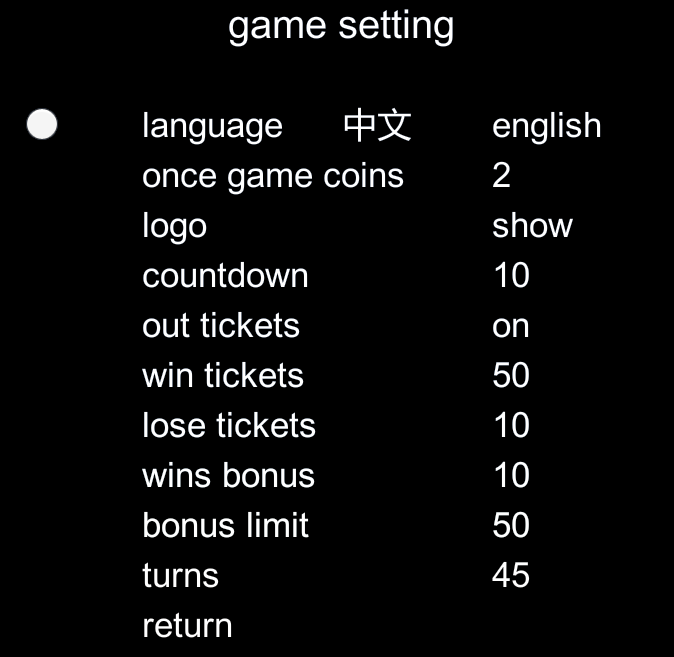 game setting
language 中文 english
once game coins 2
logo show
countdown 10
out tickets on
win tickets 50
lose tickets 10
wins bonus 10
bonus limit 50
turns 45
return